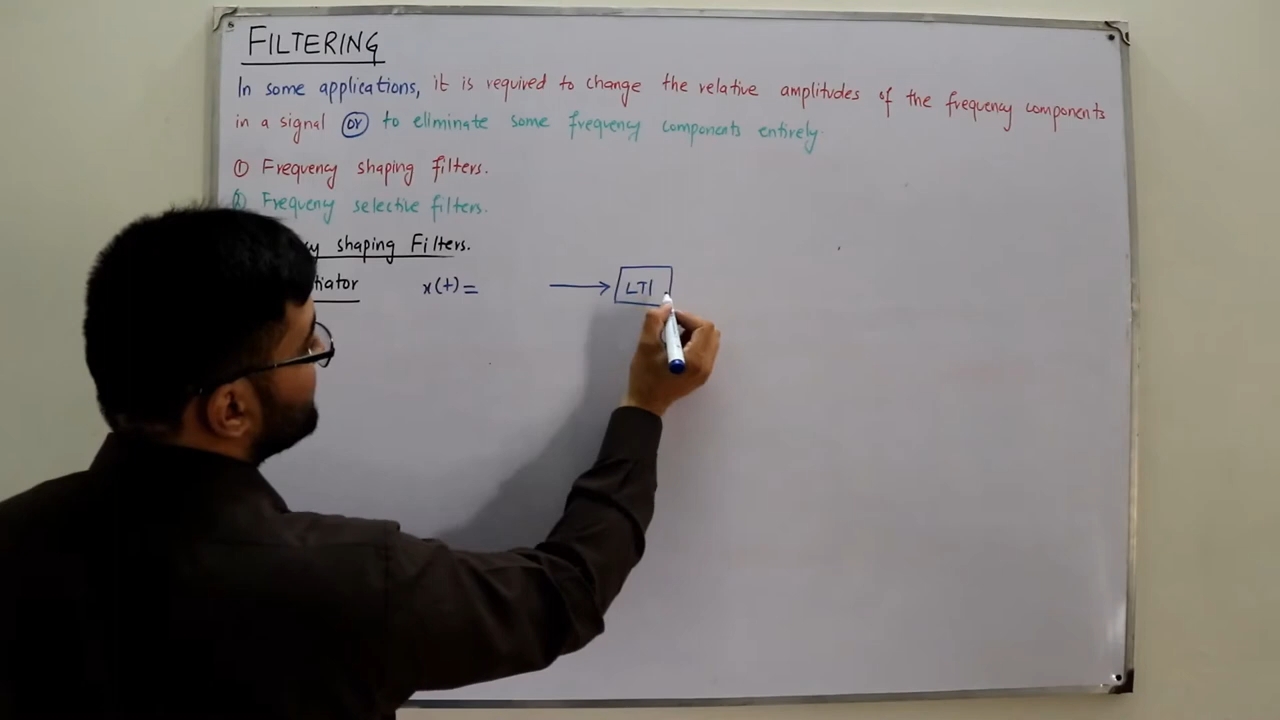 FILTERING
In some applications, it is required to change the relative amplitudes of the frequency components
in a signal or to eliminate some frequency components entirely.
① Frequency shaping filters.
② Frequency selective filters.
shaping Filters.
x(t) = LTI